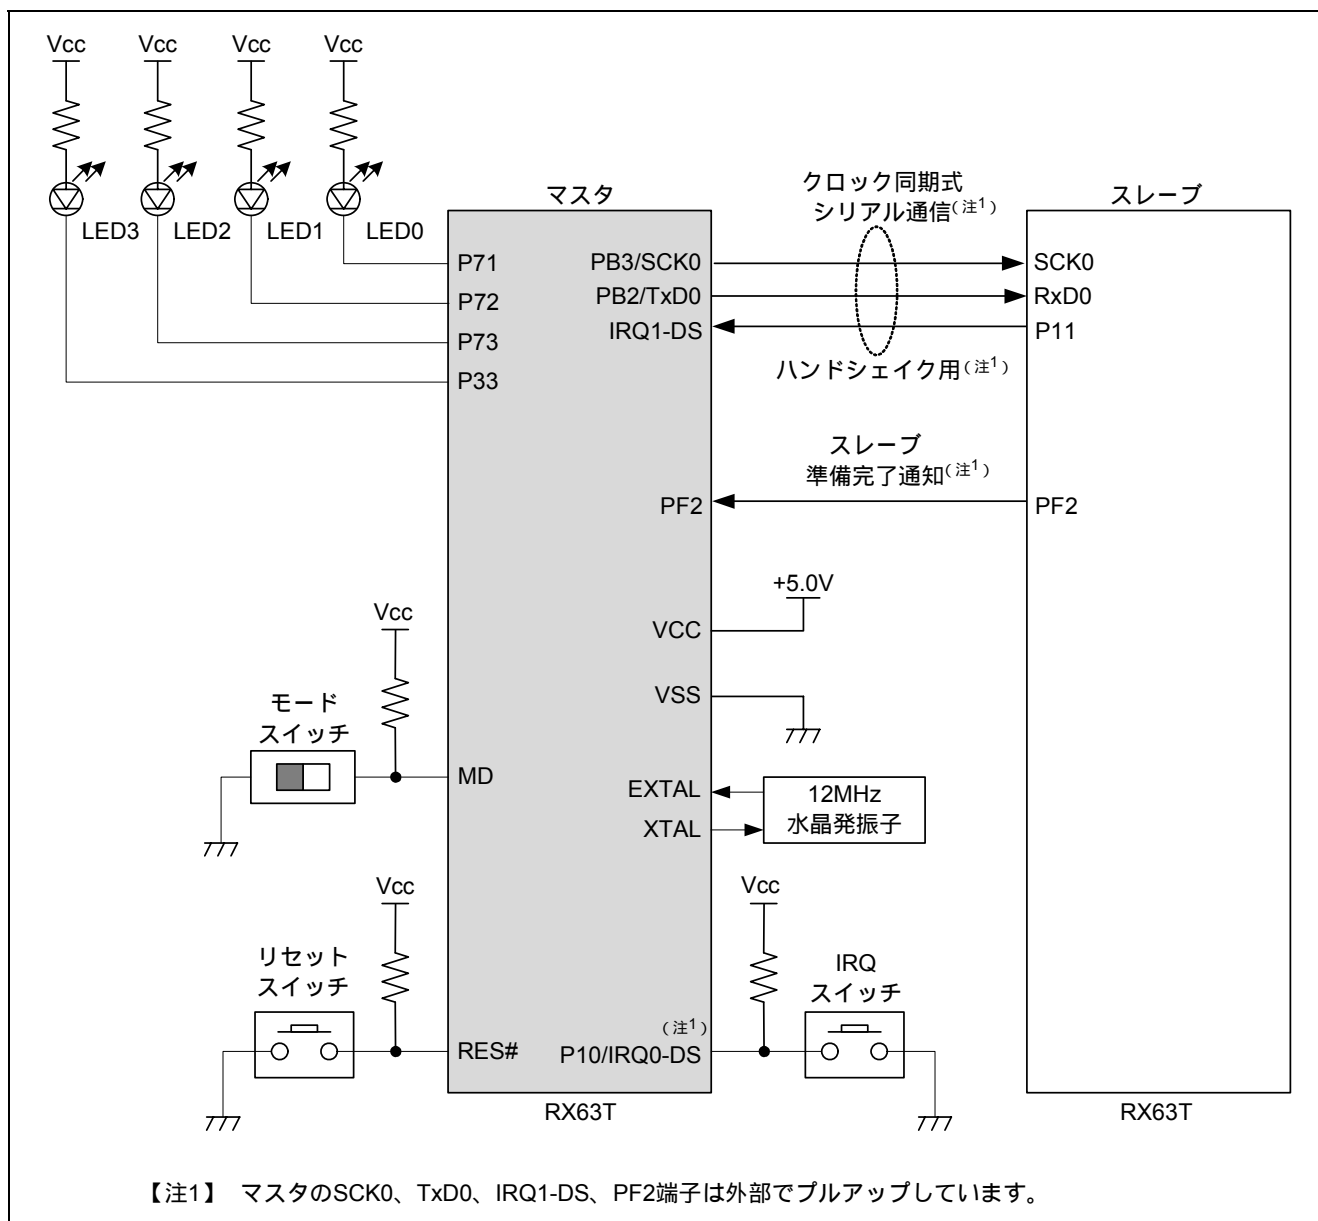 Vcc Vcc Vcc Vcc
LED3 LED2 LED1 LED0
マスタ
P71
P72
P73
P33
PB3/SCK0
PB2/TxD0
IRQ1-DS
クロック同期式
シリアル通信(注1)
ハンドシェイク用(注1)
スレーブ
SCK0
RxD0
P11
スレーブ
準備完了通知(注1)
PF2
PF2
+5.0V
VCC
VSS
Vcc
モード
スイッチ
MD
EXTAL
XTAL
12MHz
水晶発振子
Vcc
リセット
スイッチ
RES#
Vcc
IRQ
スイッチ
(注1)
P10/IRQ0-DS
RX63T
RX63T
【注1】 マスタのSCK0、TxD0、IRQ1-DS、PF2端子は外部でプルアップしています。